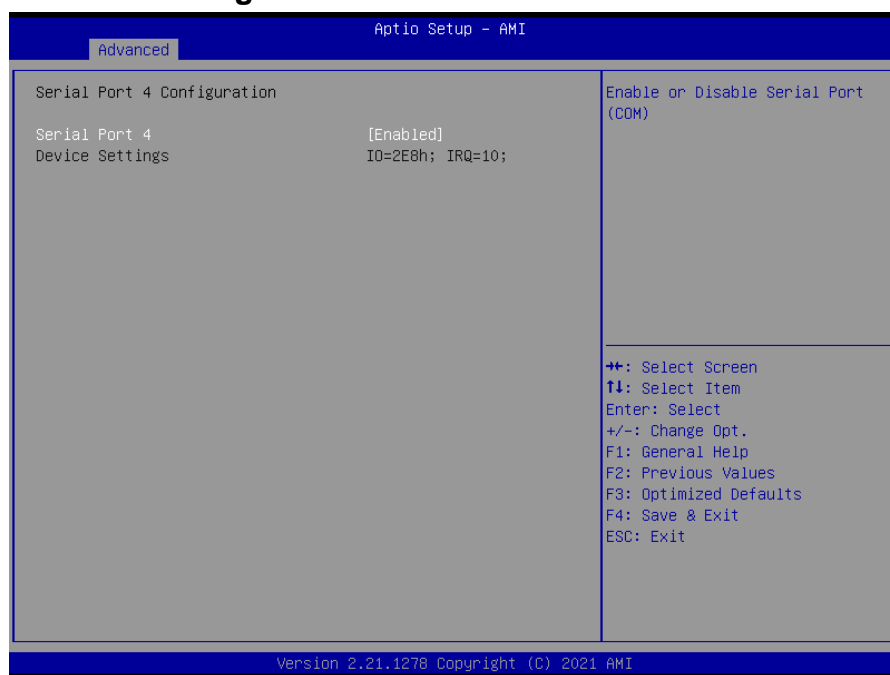 Aptio Setup – AMI
Advanced
Serial Port 4 Configuration
Serial Port 4 [Enabled]
Device Settings IO=2E8h; IRQ=10;
Enable or Disable Serial Port
(COM)
→←: Select Screen
↑↓: Select Item
Enter: Select
+/-: Change Opt.
F1: General Help
F2: Previous Values
F3: Optimized Defaults
F4: Save & Exit
ESC: Exit
Version 2.21.1278 Copyright (C) 2021 AMI